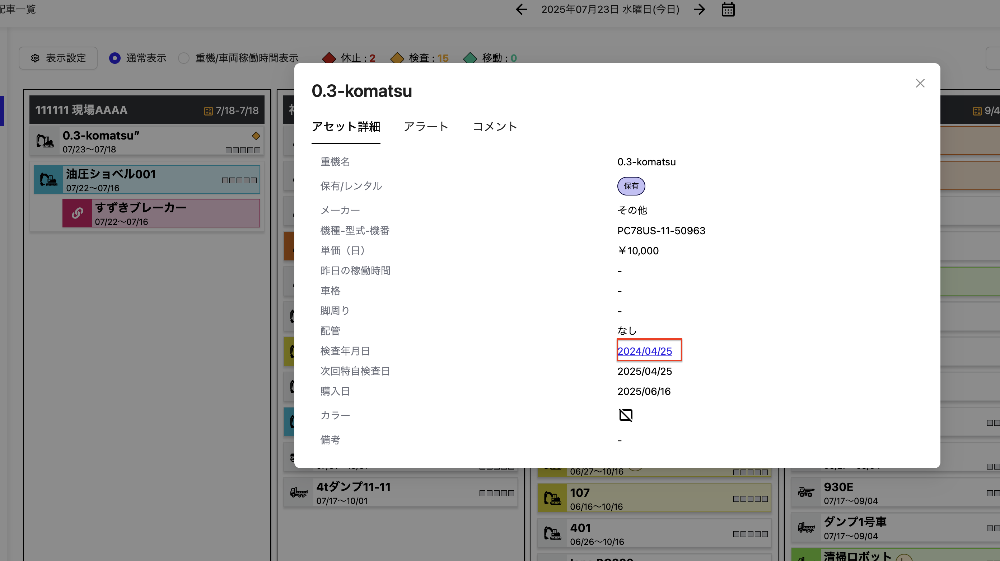 配車一覧
2025年07月23日 水曜日(今日)
表示設定
通常表示
重機/車両稼働時間表示
休止 : 2
検査 : 15
移動 : 0
111111 現場AAAA
7/18-7/18
0.3-komatsu”
07/23〜07/18
油圧ショベル001
07/22〜07/16
すずきブレーカー
07/22〜07/16
0.3-komatsu
アセット詳細
アラート
コメント
重機名
0.3-komatsu
保有/レンタル
保有
メーカー
その他
機種-型式-機番
PC78US-11-50963
単価（日）
￥10,000
昨日の稼働時間
-
車格
-
脚周り
-
配管
なし
検査年月日
2024/04/25
次回特自検査日
2025/04/25
購入日
2025/06/16
カラー
備考
-
9/4
4tダンプ11-11
07/17〜10/01
06/27〜10/16
107
06/16〜10/16
401
06/26〜10/16
930E
07/17〜09/04
ダンプ1号車
07/17〜09/04
清掃ロボット